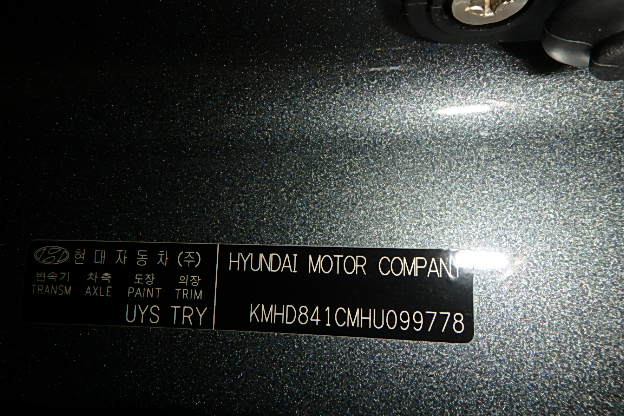 현대자동차(주)
변속기 차축 도장 의장
TRANSM AXLE PAINT TRIM
UYS TRY
HYUNDAI MOTOR COMPANY
KMHD841CMHU099778